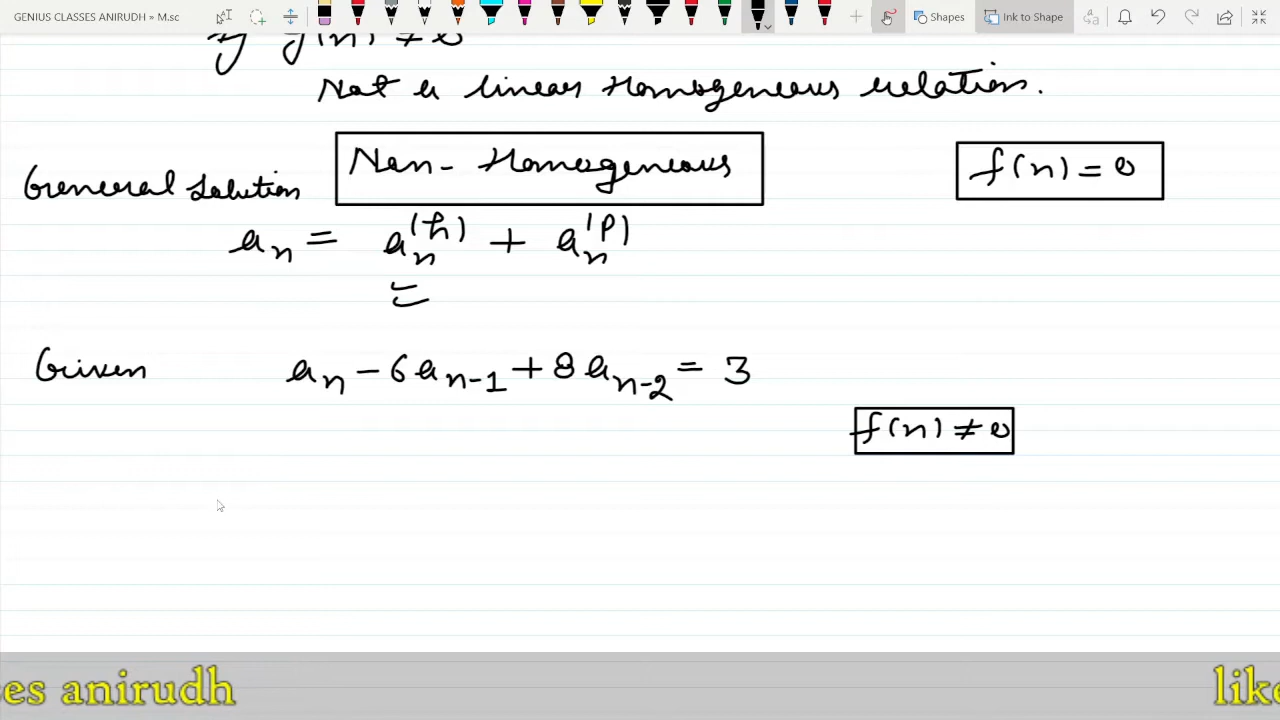 GENIUS CLASSES ANIRUDH » M.sc
Shapes
Ink to Shape
f(n) ≠ 0
Not a linear Homogeneous relation.
Non-Homogeneous
f(n) = 0
General solution
aₙ = aₙ⁽ʰ⁾ + aₙ⁽ᵖ⁾
Given aₙ - 6aₙ₋₁ + 8aₙ₋₂ = 3
f(n) ≠ 0
es anirudh
like